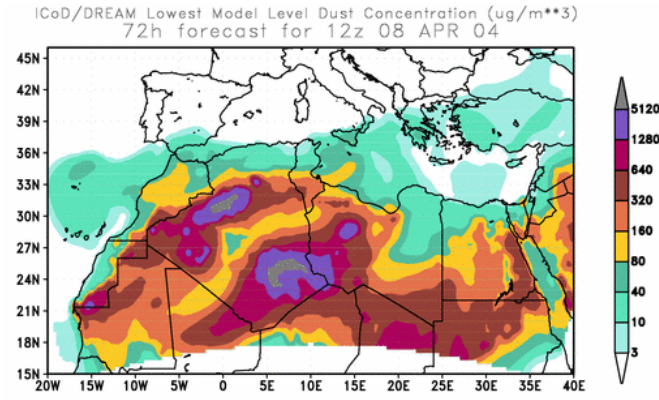 ICoD/DREAM Lowest Model Level Dust Concentration (ug/m**3)
72h forecast for 12z 08 APR 04
45N
42N
39N
36N
33N
30N
27N
24N
21N
18N
15N
20W 15W 10W 5W 0 5E 10E 15E 20E 25E 30E 35E 40E
5120
1280
640
320
160
80
40
10
3